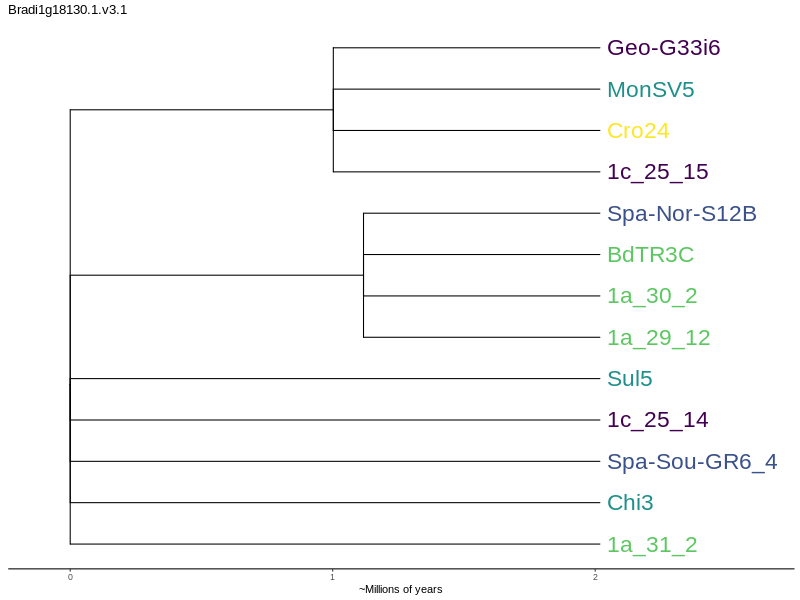 Bradi1g18130.1.v3.1
Geo-G33i6
MonSV5
Cro24
1c_25_15
Spa-Nor-S12B
BdTR3C
1a_30_2
1a_29_12
Sul5
1c_25_14
Spa-Sou-GR6_4
Chi3
1a_31_2
0 1 2
~Millions of years